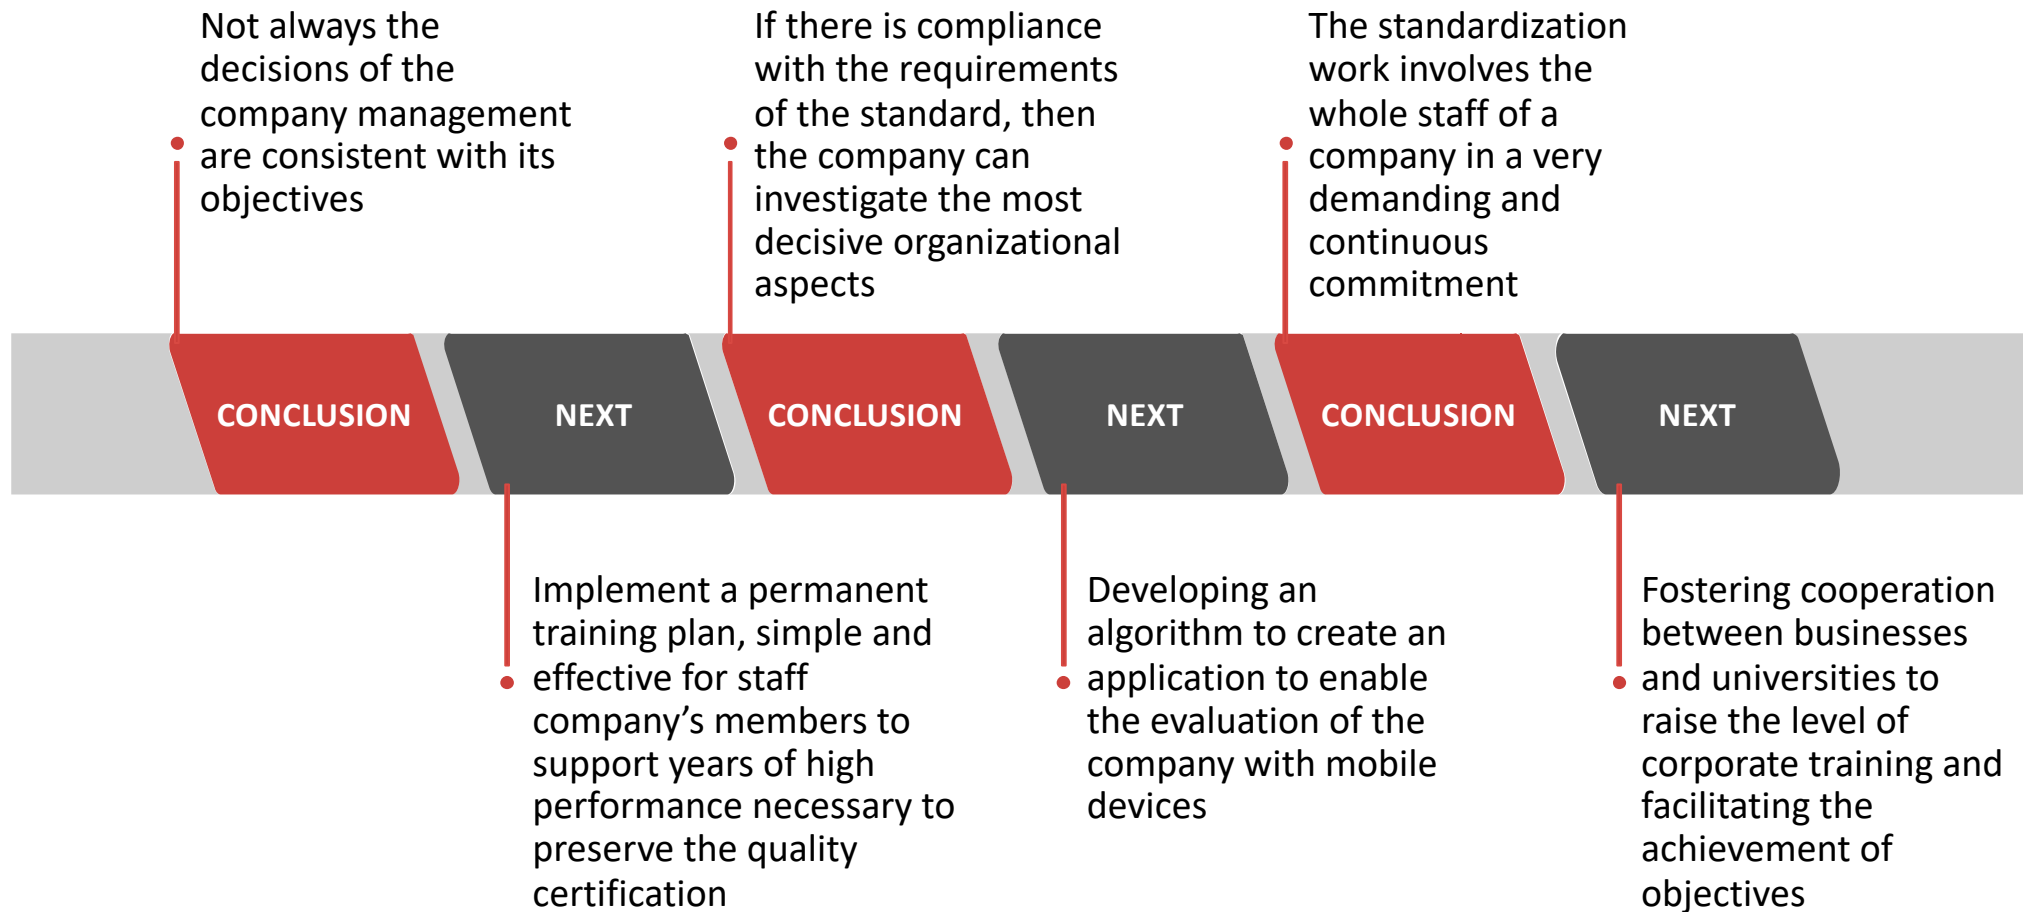 Not always the
decisions of the
company management
are consistent with its
objectives
If there is compliance
with the requirements
of the standard, then
the company can
investigate the most
decisive organizational
aspects
The standardization
work involves the
whole staff of a
company in a very
demanding and
continuous
commitment
CONCLUSION
NEXT
CONCLUSION
NEXT
CONCLUSION
NEXT
Implement a permanent
training plan, simple and
effective for staff
company’s members to
support years of high
performance necessary to
preserve the quality
certification
Developing an
algorithm to create an
application to enable
the evaluation of the
company with mobile
devices
Fostering cooperation
between businesses
and universities to
raise the level of
corporate training and
facilitating the
achievement of
objectives